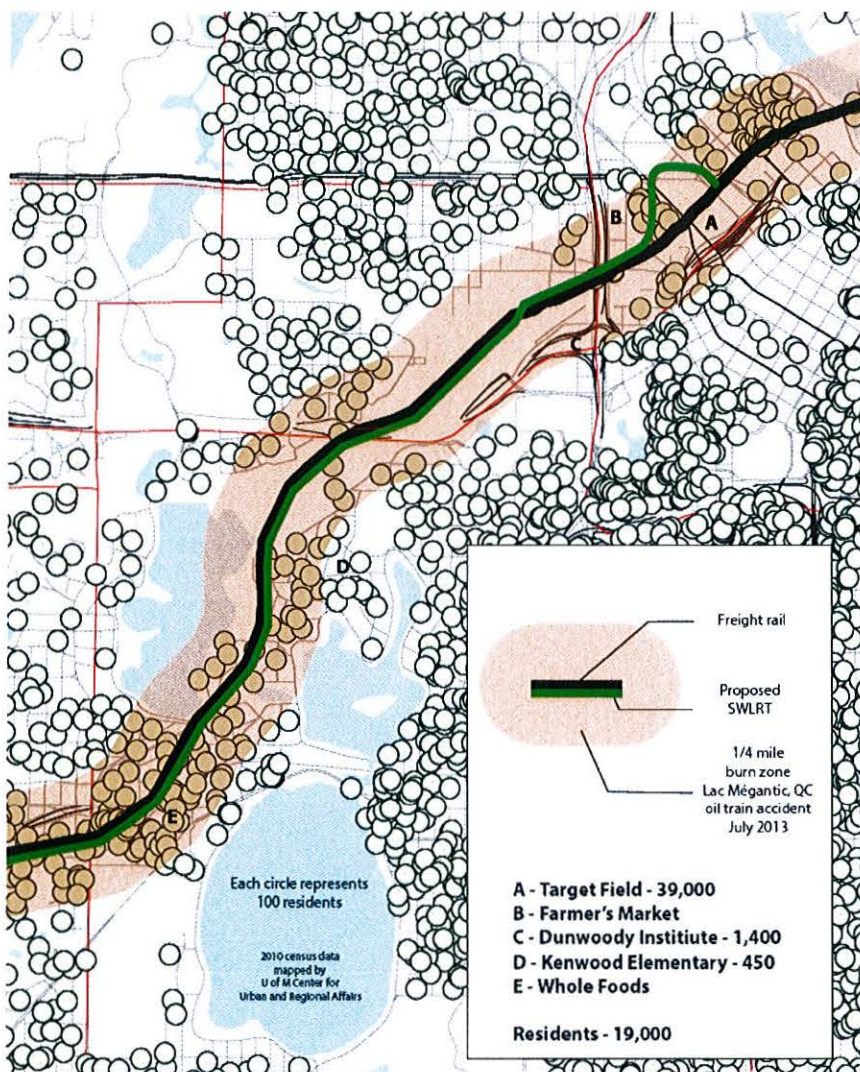 B
A
C
D
E
Each circle represents
100 residents
2010 census data
mapped by
U of M Center for
Urban and Regional Affairs
Freight rail
Proposed
SWLRT
1/4 mile
burn zone
Lac Mégantic, QC
oil train accident
July 2013
A - Target Field - 39,000
B - Farmer's Market
C - Dunwoody Institiute - 1,400
D - Kenwood Elementary - 450
E - Whole Foods
Residents - 19,000